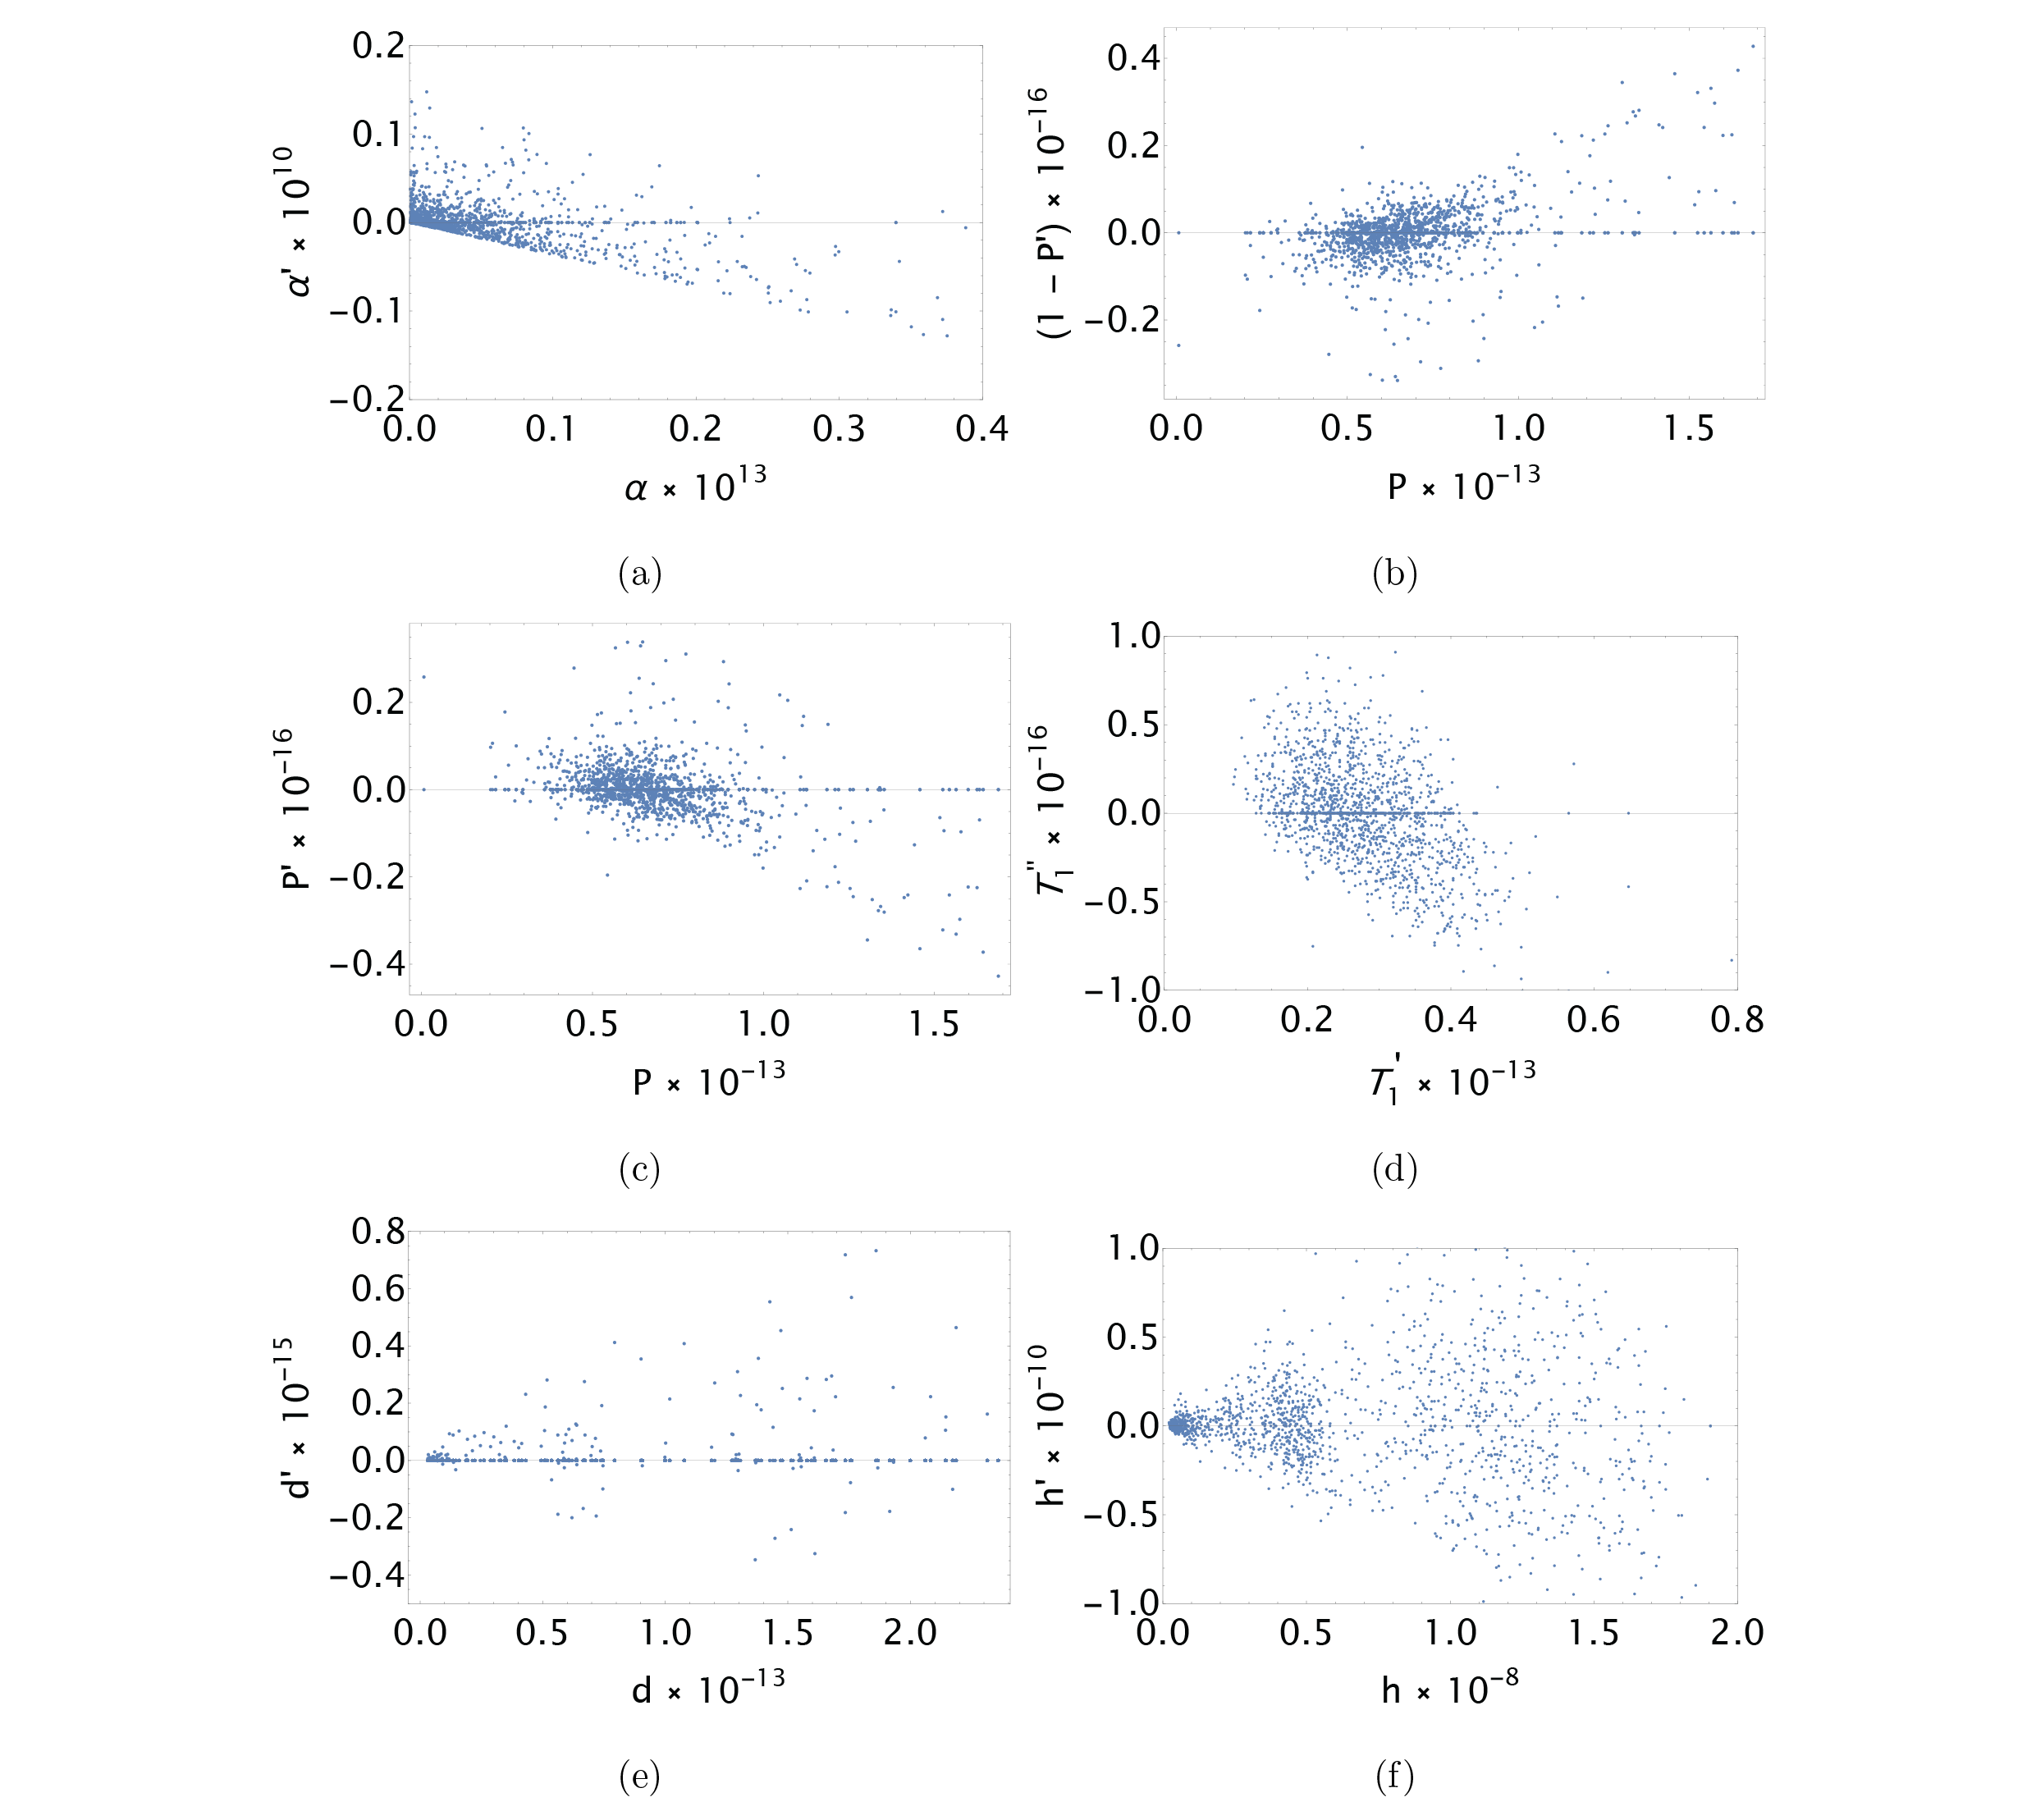 0.2
0.1
0.0
−0.1
−0.2
α' × 10^10
0.0 0.1 0.2 0.3 0.4
α × 10^13
(a)
0.4
0.2
0.0
−0.2
(1 − P') × 10^−16
0.0 0.5 1.0 1.5
P × 10^−13
(b)
0.2
0.0
−0.2
−0.4
P' × 10^−16
0.0 0.5 1.0 1.5
P × 10^−13
(c)
1.0
0.5
0.0
−0.5
−1.0
T_1'' × 10^−16
0.0 0.2 0.4 0.6 0.8
T_1' × 10^−13
(d)
0.8
0.6
0.4
0.2
0.0
−0.2
−0.4
d' × 10^−15
0.0 0.5 1.0 1.5 2.0
d × 10^−13
(e)
1.0
0.5
0.0
−0.5
−1.0
h' × 10^−10
0.0 0.5 1.0 1.5 2.0
h × 10^−8
(f)